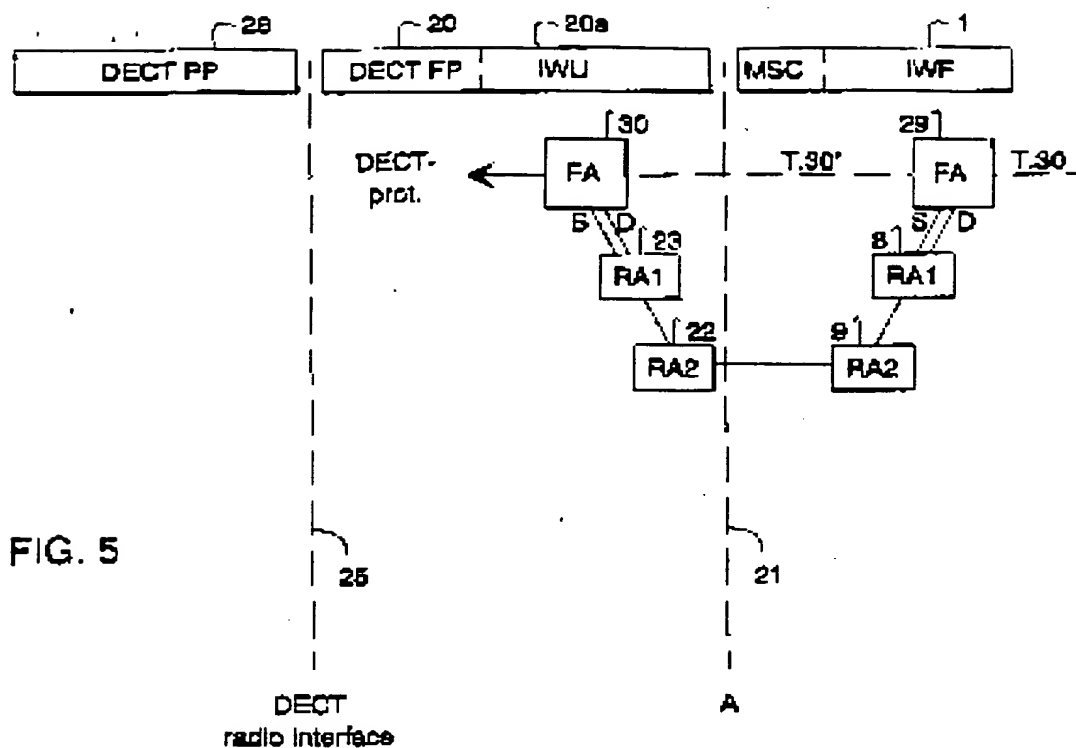 28 20 20a 1
DECT PP DECT FP IWU MSC IWF
30 29
DECT-
prot.
FA T.30' FA T.30
S D S D
23 8
RA1 RA1
22 9
RA2 RA2
FIG. 5
25 21
DECT
radio interface
A